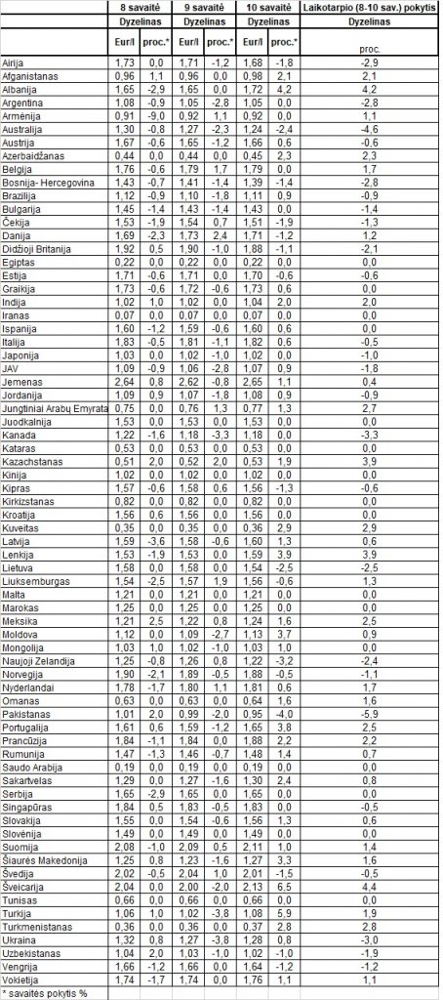 8 savaitė 9 savaitė 10 savaitė Laikotarpio (8-10 sav.) pokytis
Dyzelinas Dyzelinas Dyzelinas Dyzelinas
Eur/l proc.* Eur/l proc.* Eur/l proc.* proc.
Airija 1,73 0,0 1,71 -1,2 1,68 -1,8 -2,9
Afganistanas 0,96 1,1 0,96 0,0 0,98 2,1 2,1
Albanija 1,65 -2,9 1,65 0,0 1,72 4,2 4,2
Argentina 1,08 -0,9 1,05 -2,8 1,05 0,0 -2,8
Armėnija 0,91 -9,0 0,92 1,1 0,92 0,0 1,1
Australija 1,30 -0,8 1,27 -2,3 1,24 -2,4 -4,6
Austrija 1,67 -0,6 1,65 -1,2 1,66 0,6 -0,6
Azerbaidžanas 0,44 0,0 0,44 0,0 0,45 2,3 2,3
Belgija 1,76 -0,6 1,79 1,7 1,79 0,0 1,7
Bosnija- Hercegovina 1,43 -0,7 1,41 -1,4 1,39 -1,4 -2,8
Brazilija 1,12 -0,9 1,10 -1,8 1,11 0,9 -0,9
Bulgarija 1,45 -1,4 1,43 -1,4 1,43 0,0 -1,4
Čekija 1,53 -1,9 1,54 0,7 1,51 -1,9 -1,3
Danija 1,69 -2,3 1,73 2,4 1,71 -1,2 1,2
Didžioji Britanija 1,92 0,5 1,90 -1,0 1,88 -1,1 -2,1
Egiptas 0,22 0,0 0,22 0,0 0,22 0,0 0,0
Estija 1,71 -0,6 1,71 0,0 1,70 -0,6 -0,6
Graikija 1,73 -0,6 1,72 -0,6 1,73 0,6 0,0
Indija 1,02 1,0 1,02 0,0 1,04 2,0 2,0
Iranas 0,07 0,0 0,07 0,0 0,07 0,0 0,0
Ispanija 1,60 -1,2 1,59 -0,6 1,60 0,6 0,0
Italija 1,83 -0,5 1,81 -1,1 1,82 0,6 -0,5
Japonija 1,03 0,0 1,02 -1,0 1,02 0,0 -1,0
JAV 1,09 -0,9 1,06 -2,8 1,07 0,9 -1,8
Jemenas 2,64 0,8 2,62 -0,8 2,65 1,1 0,4
Jordanija 1,09 0,9 1,07 -1,8 1,08 0,9 -0,9
Jungtiniai Arabų Emyrata 0,75 0,0 0,76 1,3 0,77 1,3 2,7
Juodkalnija 1,53 0,0 1,53 0,0 1,53 0,0 0,0
Kanada 1,22 -1,6 1,18 -3,3 1,18 0,0 -3,3
Kataras 0,53 0,0 0,53 0,0 0,53 0,0 0,0
Kazachstanas 0,51 2,0 0,52 2,0 0,53 1,9 3,9
Kinija 1,02 0,0 1,02 0,0 1,02 0,0 0,0
Kipras 1,57 -0,6 1,58 0,6 1,56 -1,3 -0,6
Kirkizstanas 0,82 0,0 0,82 0,0 0,82 0,0 0,0
Kroatija 1,56 0,6 1,56 0,0 1,56 0,0 0,0
Kuveitas 0,35 0,0 0,35 0,0 0,36 2,9 2,9
Latvija 1,59 -3,6 1,58 -0,6 1,60 1,3 0,6
Lenkija 1,53 -1,9 1,53 0,0 1,59 3,9 3,9
Lietuva 1,58 0,0 1,58 0,0 1,54 -2,5 -2,5
Liuksemburgas 1,54 -2,5 1,57 1,9 1,56 -0,6 1,3
Malta 1,21 0,0 1,21 0,0 1,21 0,0 0,0
Marokas 1,25 0,0 1,25 0,0 1,25 0,0 0,0
Meksika 1,21 2,5 1,22 0,8 1,24 1,6 2,5
Moldova 1,12 0,0 1,09 -2,7 1,13 3,7 0,9
Mongolija 1,03 1,0 1,02 -1,0 1,03 1,0 0,0
Naujoji Zelandija 1,25 -0,8 1,26 0,8 1,22 -3,2 -2,4
Norvegija 1,90 -2,1 1,89 -0,5 1,88 -0,5 -1,1
Nyderlandai 1,78 -1,7 1,80 1,1 1,81 0,6 1,7
Omanas 0,63 0,0 0,63 0,0 0,64 1,6 1,6
Pakistanas 1,01 2,0 0,99 -2,0 0,95 -4,0 -5,9
Portugalija 1,61 0,6 1,59 -1,2 1,65 3,8 2,5
Prancūzija 1,84 -1,1 1,84 0,0 1,88 2,2 2,2
Rumunija 1,47 -1,3 1,46 -0,7 1,48 1,4 0,7
Saudo Arabija 0,19 0,0 0,19 0,0 0,19 0,0 0,0
Sakartvelas 1,29 0,0 1,27 -1,6 1,30 2,4 0,8
Serbija 1,65 -2,9 1,65 0,0 1,65 0,0 0,0
Singapūras 1,84 0,5 1,83 -0,5 1,83 0,0 -0,5
Slovakija 1,55 0,0 1,54 -0,6 1,56 1,3 0,6
Slovėnija 1,49 0,0 1,49 0,0 1,49 0,0 0,0
Suomija 2,08 -1,0 2,09 0,5 2,11 1,0 1,4
Šiaurės Makedonija 1,25 0,8 1,23 -1,6 1,27 3,3 1,6
Švedija 2,02 -0,5 2,04 1,0 2,01 -1,5 -0,5
Šveicarija 2,04 0,0 2,00 -2,0 2,13 6,5 4,4
Tunisas 0,66 0,0 0,66 0,0 0,66 0,0 0,0
Turkija 1,06 1,0 1,02 -3,8 1,08 5,9 1,9
Turkmenistanas 0,36 0,0 0,36 0,0 0,37 2,8 2,8
Ukraina 1,32 0,8 1,27 -3,8 1,28 0,8 -3,0
Uzbekistanas 1,04 2,0 1,03 -1,0 1,02 -1,0 -1,9
Vengrija 1,66 -1,2 1,66 0,0 1,64 -1,2 -1,2
Vokietija 1,74 -1,7 1,74 0,0 1,76 1,1 1,1
* savaitės pokytis %